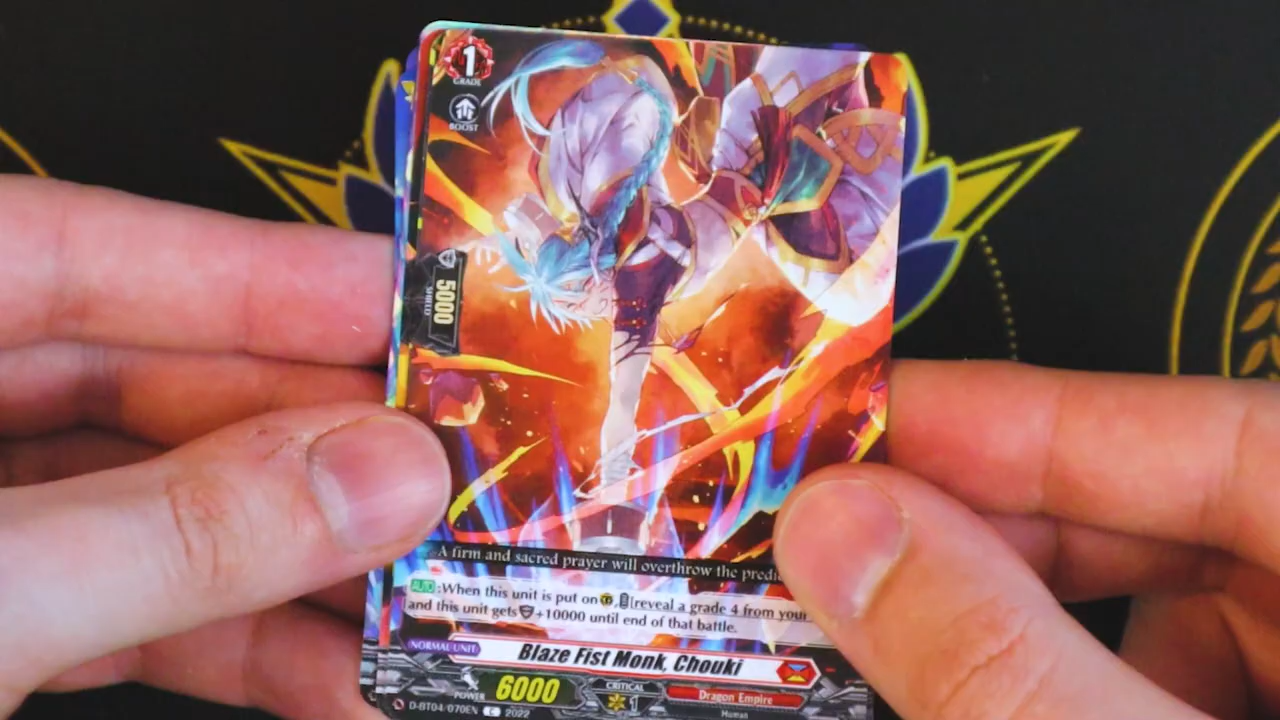 1
GRADE
BOOST
5000
SHIELD
A firm and sacred prayer will overthrow the
AUTO :When this unit is put on , [reveal a grade 4 from your
and this unit gets +10000 until end of that battle.
NORMAL UNIT
Blaze Fist Monk, Chouki
POWER 6000 CRITICAL 1 Dragon Empire
Human
D-BT04/070EN C 2022